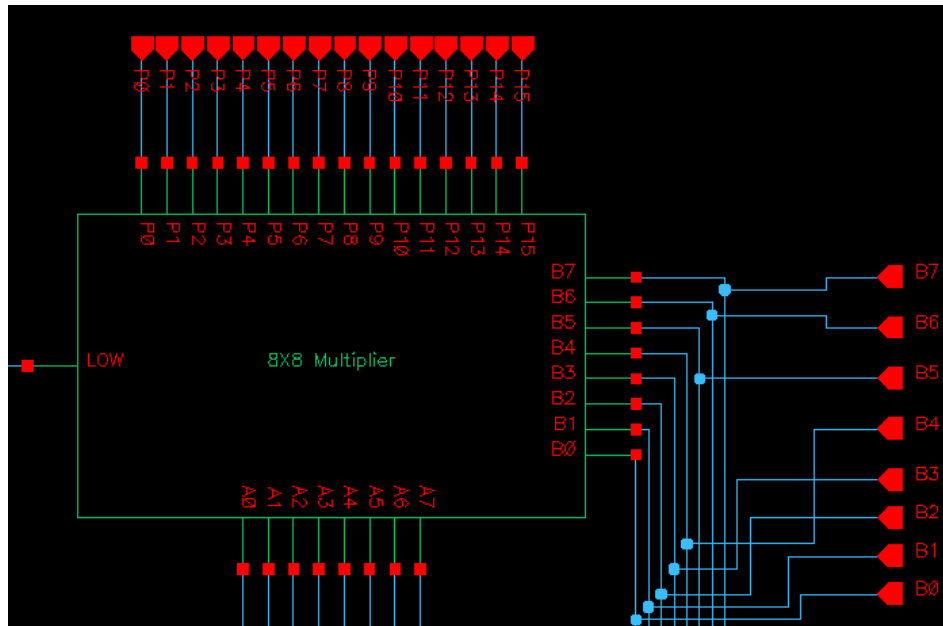 P0 P1 P2 P3 P4 P5 P6 P7 P8 P9 P10 P11 P12 P13 P14 P15
P0 P1 P2 P3 P4 P5 P6 P7 P8 P9 P10 P11 P12 P13 P14 P15
B7 B7
B6 B6
B5 B5
LOW 8X8 Multiplier B4
B3
B2
B1
B0
B4
B3
A0 A1 A2 A3 A4 A5 A6 A7
B2
B1
B0